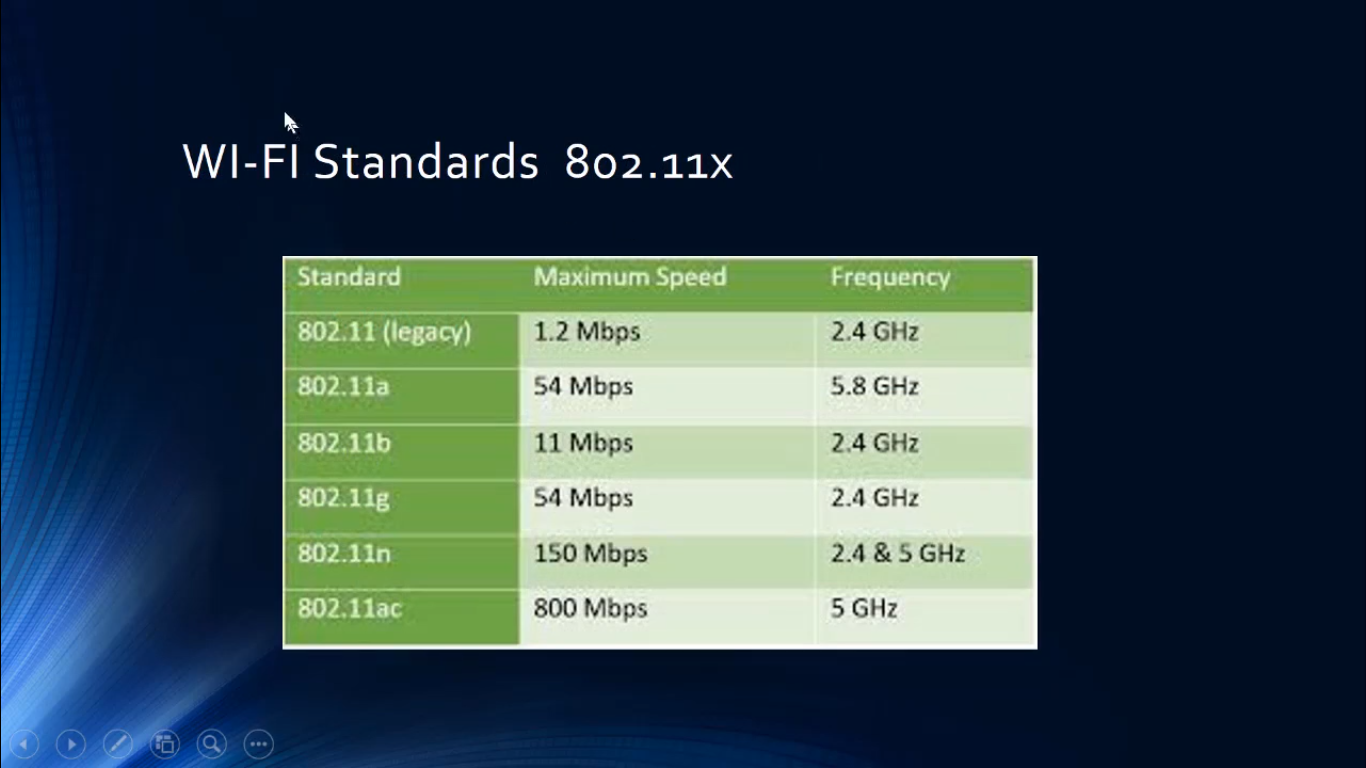 WI-FI Standards 802.11x
Standard Maximum Speed Frequency
802.11 (legacy) 1.2 Mbps 2.4 GHz
802.11a 54 Mbps 5.8 GHz
802.11b 11 Mbps 2.4 GHz
802.11g 54 Mbps 2.4 GHz
802.11n 150 Mbps 2.4 & 5 GHz
802.11ac 800 Mbps 5 GHz